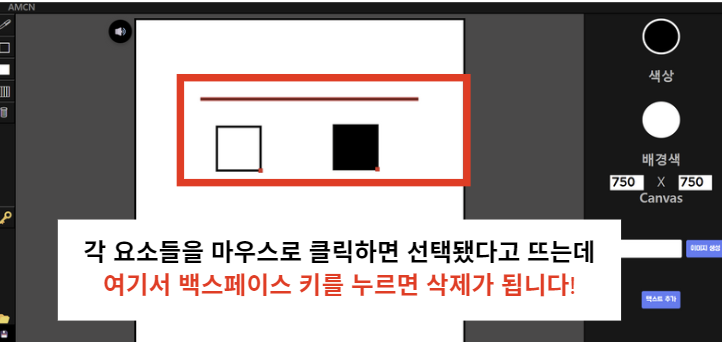 AMCN
색상
배경색
750 X 750
Canvas
각 요소들을 마우스로 클릭하면 선택됐다고 뜨는데
여기서 백스페이스 키를 누르면 삭제가 됩니다!
이미지 생성
텍스트 추가